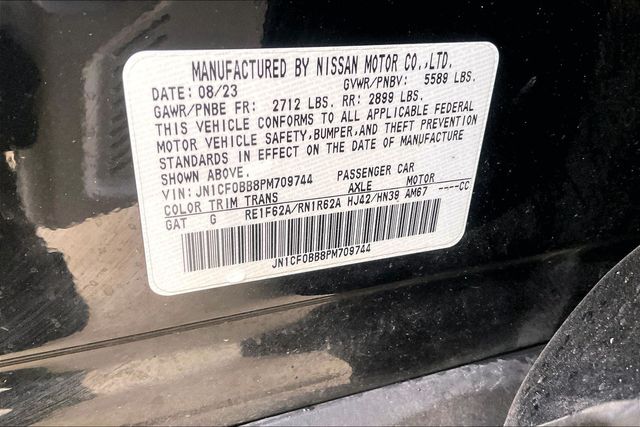 MANUFACTURED BY NISSAN MOTOR CO.,LTD.
DATE: 08/23 GVWR/PNBV: 5589 LBS.
GAWR/PNBE FR: 2712 LBS. RR: 2899 LBS.
THIS VEHICLE CONFORMS TO ALL APPLICABLE FEDERAL
MOTOR VEHICLE SAFETY,BUMPER,AND THEFT PREVENTION
STANDARDS IN EFFECT ON THE DATE OF MANUFACTURE
SHOWN ABOVE.
VIN: JN1CF0BB8PM709744 PASSENGER CAR
COLOR TRIM TRANS AXLE MOTOR
GAT G RE1F62A/RN1R62A HJ42/HN39 AM67 ----CC
JN1CF0BB8PM709744